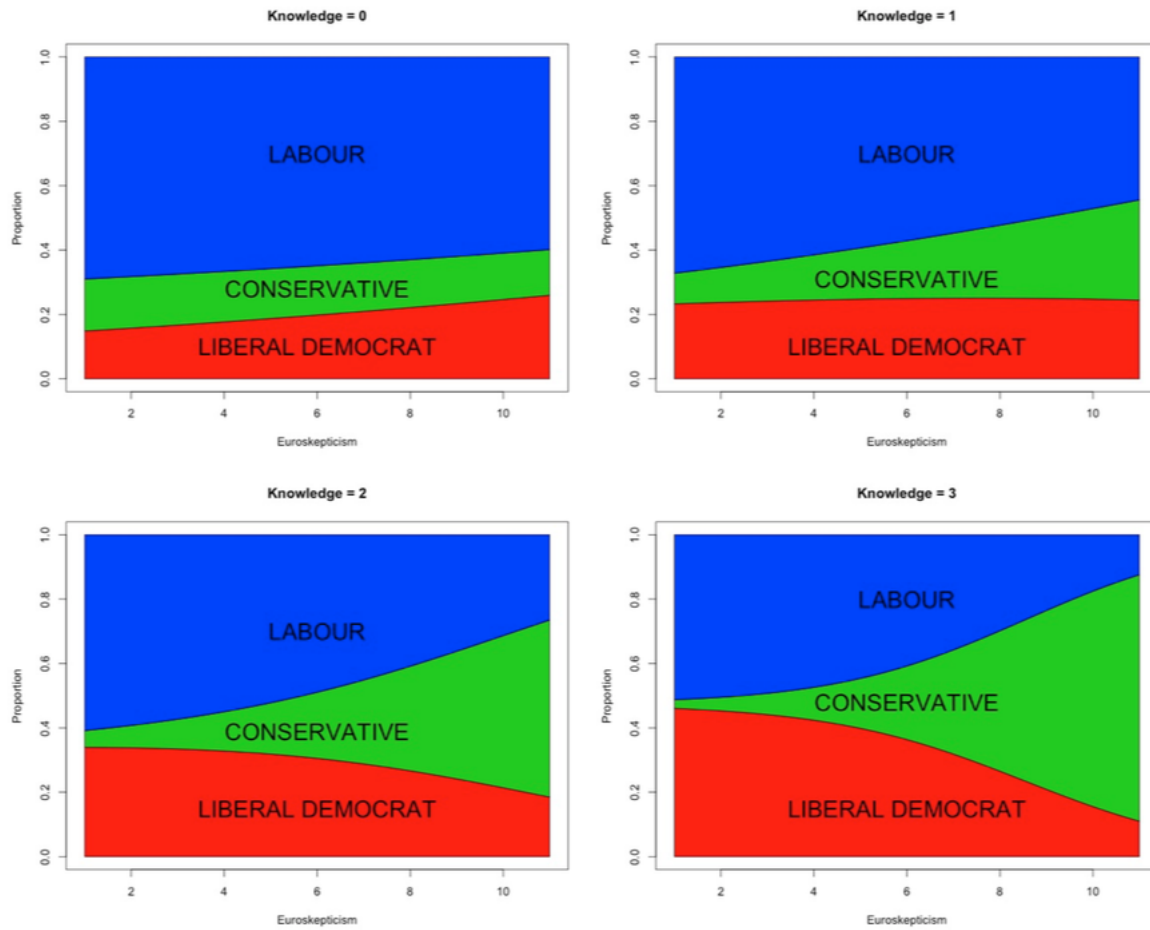 Knowledge = 0
Proportion
1.0
0.8
0.6
0.4
0.2
0.0
LABOUR
CONSERVATIVE
LIBERAL DEMOCRAT
2 4 6 8 10
Euroskepticism
Knowledge = 1
Proportion
1.0
0.8
0.6
0.4
0.2
0.0
LABOUR
CONSERVATIVE
LIBERAL DEMOCRAT
2 4 6 8 10
Euroskepticism
Knowledge = 2
Proportion
1.0
0.8
0.6
0.4
0.2
0.0
LABOUR
CONSERVATIVE
LIBERAL DEMOCRAT
2 4 6 8 10
Euroskepticism
Knowledge = 3
Proportion
1.0
0.8
0.6
0.4
0.2
0.0
LABOUR
CONSERVATIVE
LIBERAL DEMOCRAT
2 4 6 8 10
Euroskepticism